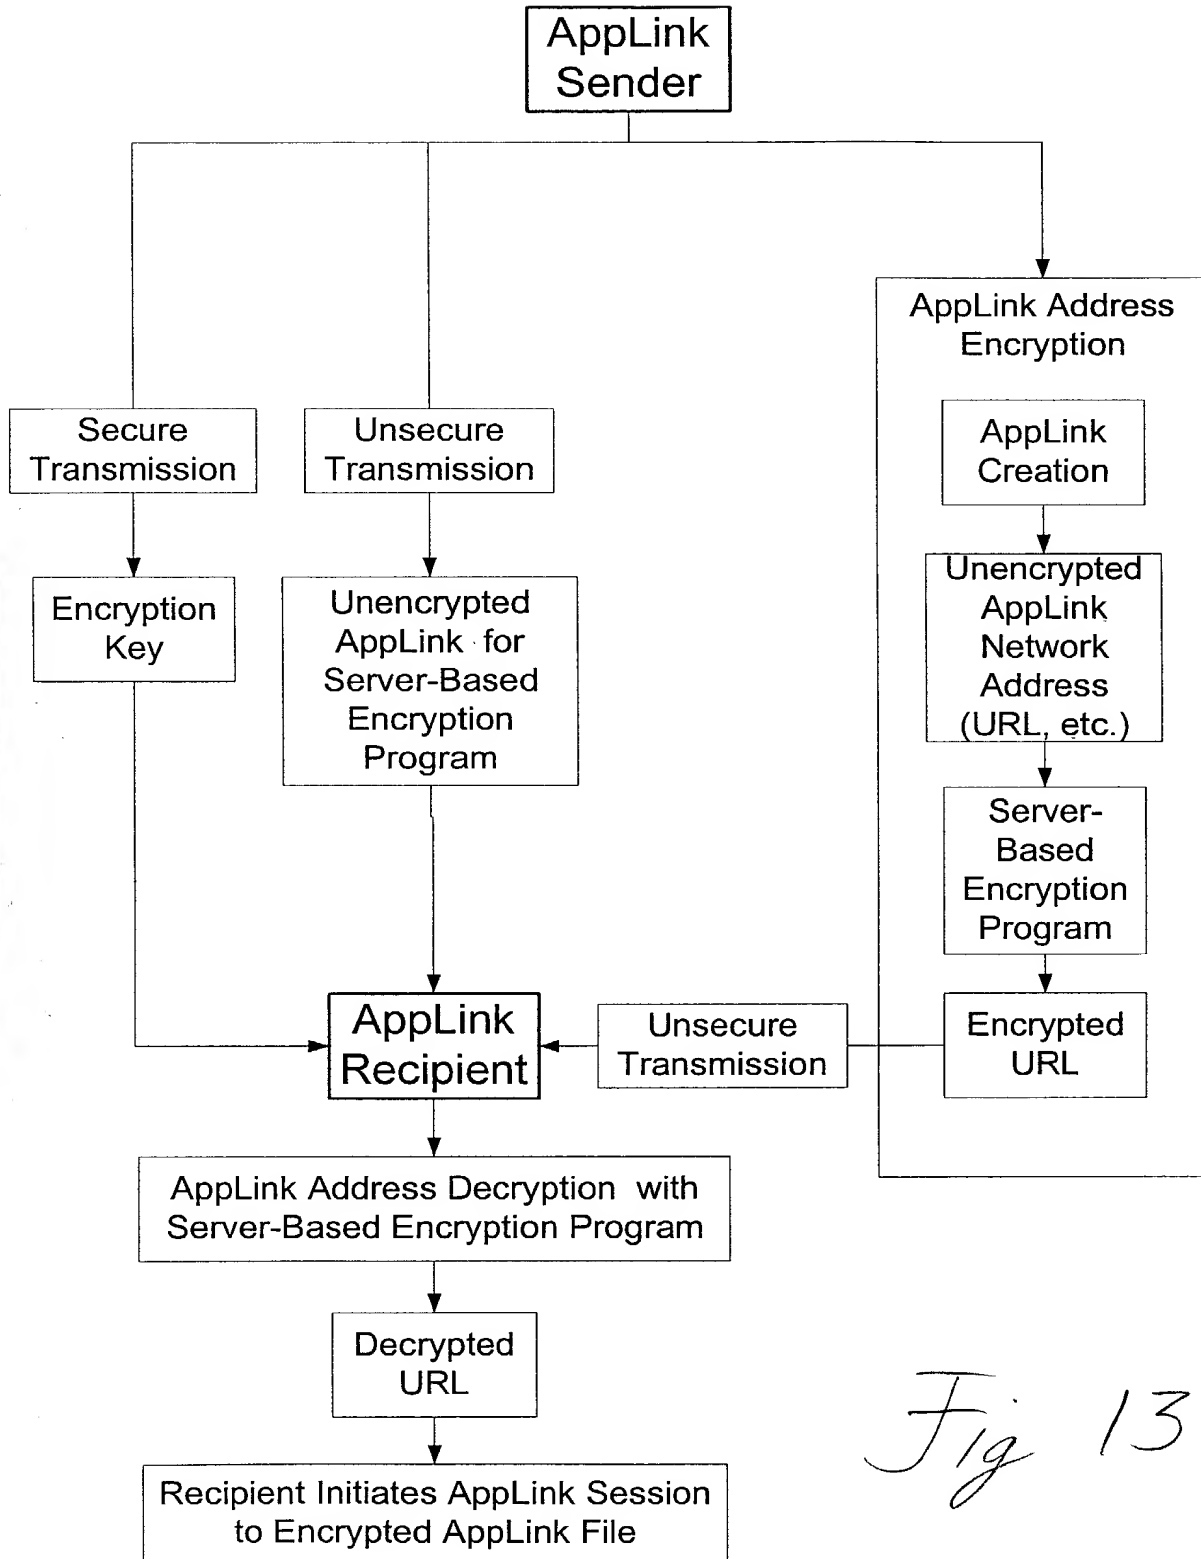 AppLink
Sender
AppLink Address
Encryption
Secure
Transmission
Unsecure
Transmission
AppLink
Creation
Encryption
Key
Unencrypted
AppLink for
Server-Based
Encryption
Program
Unencrypted
AppLink
Network
Address
(URL, etc.)
Server-
Based
Encryption
Program
AppLink
Recipient
Unsecure
Transmission
Encrypted
URL
AppLink Address Decryption with
Server-Based Encryption Program
Decrypted
URL
Recipient Initiates AppLink Session
to Encrypted AppLink File
Fig 13